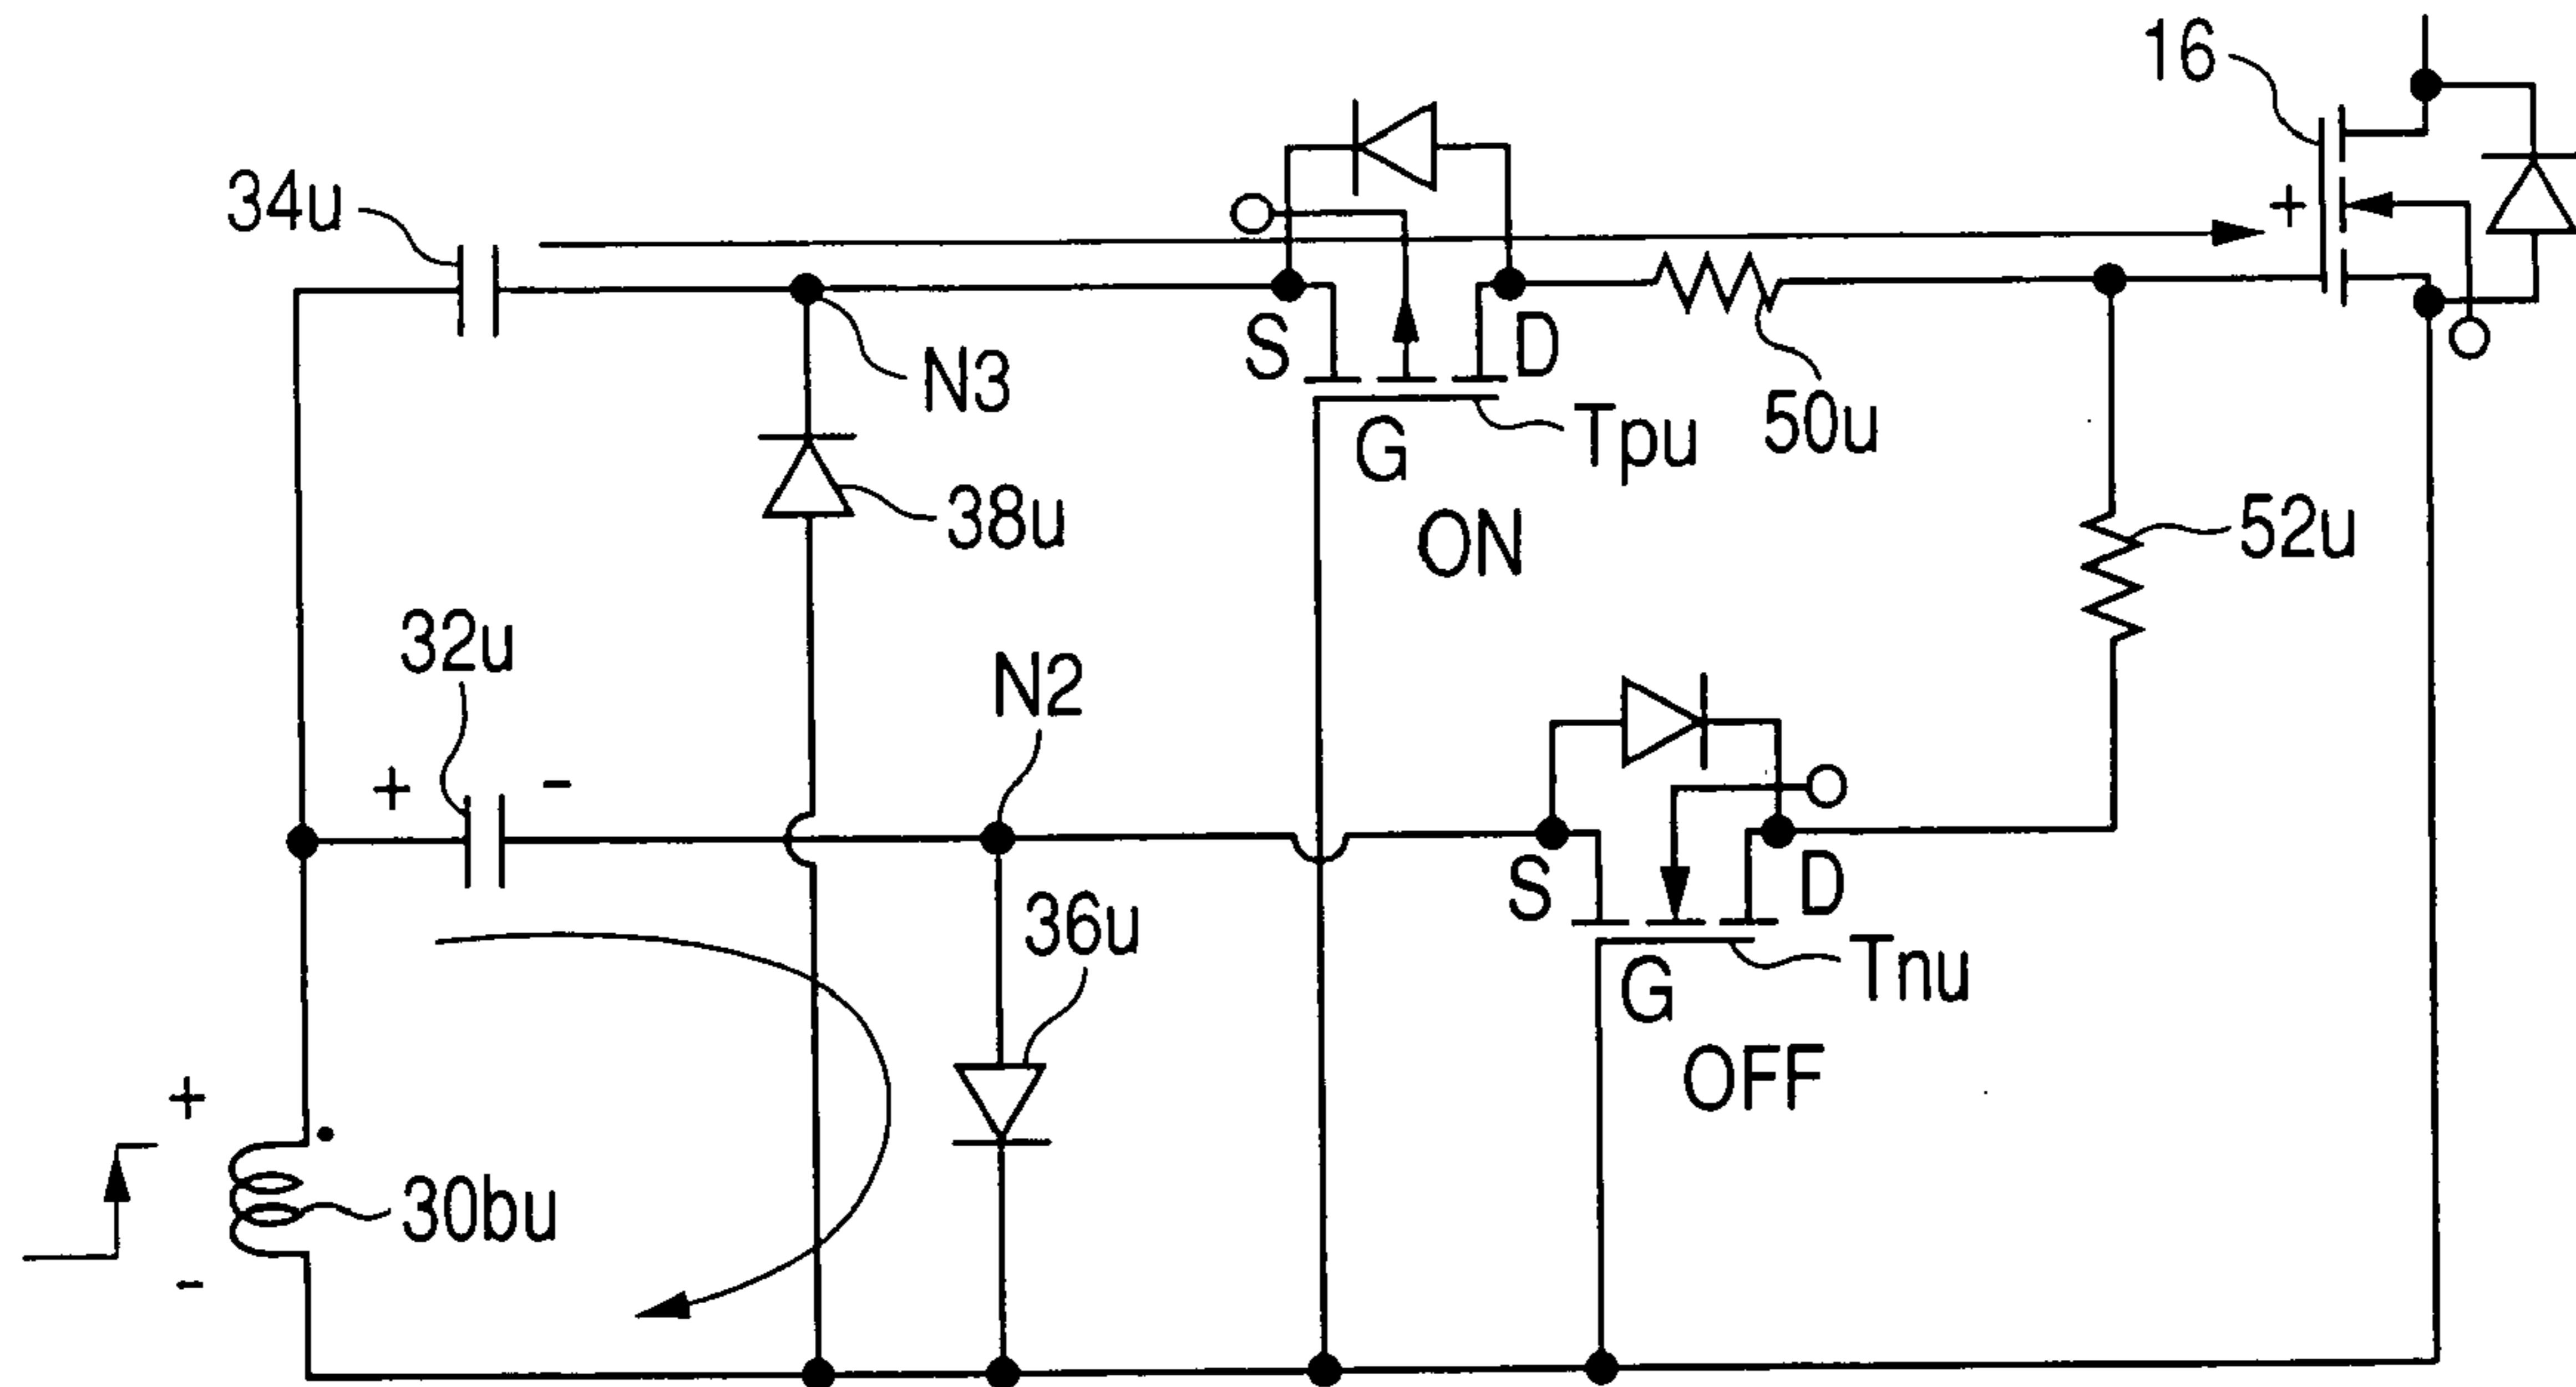 16
34u
+
S
D
N3
50u
G
Tpu
38u
ON
52u
32u
N2
+ -
S
D
36u
G
Tnu
OFF
+
30bu
-